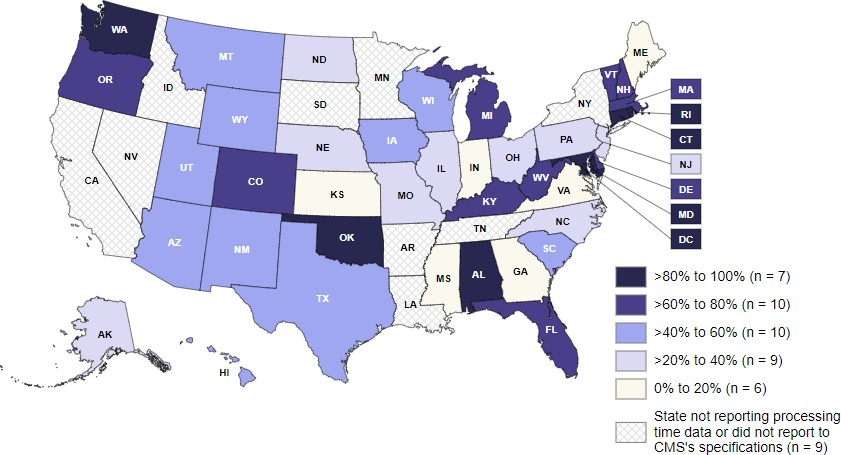 WA
OR
ID
MT
ND
MN
SD
WY
WI
MI
NY
VT
NH
ME
MA
RI
CT
NJ
DE
MD
DC
NV
CA
UT
CO
NE
IA
KS
MO
IL
IN
OH
PA
WV
VA
KY
NC
TN
SC
AZ
NM
OK
AR
TX
LA
MS
AL
GA
FL
AK
HI
>80% to 100% (n = 7)
>60% to 80% (n = 10)
>40% to 60% (n = 10)
>20% to 40% (n = 9)
0% to 20% (n = 6)
State not reporting processing
time data or did not report to
CMS's specifications (n = 9)